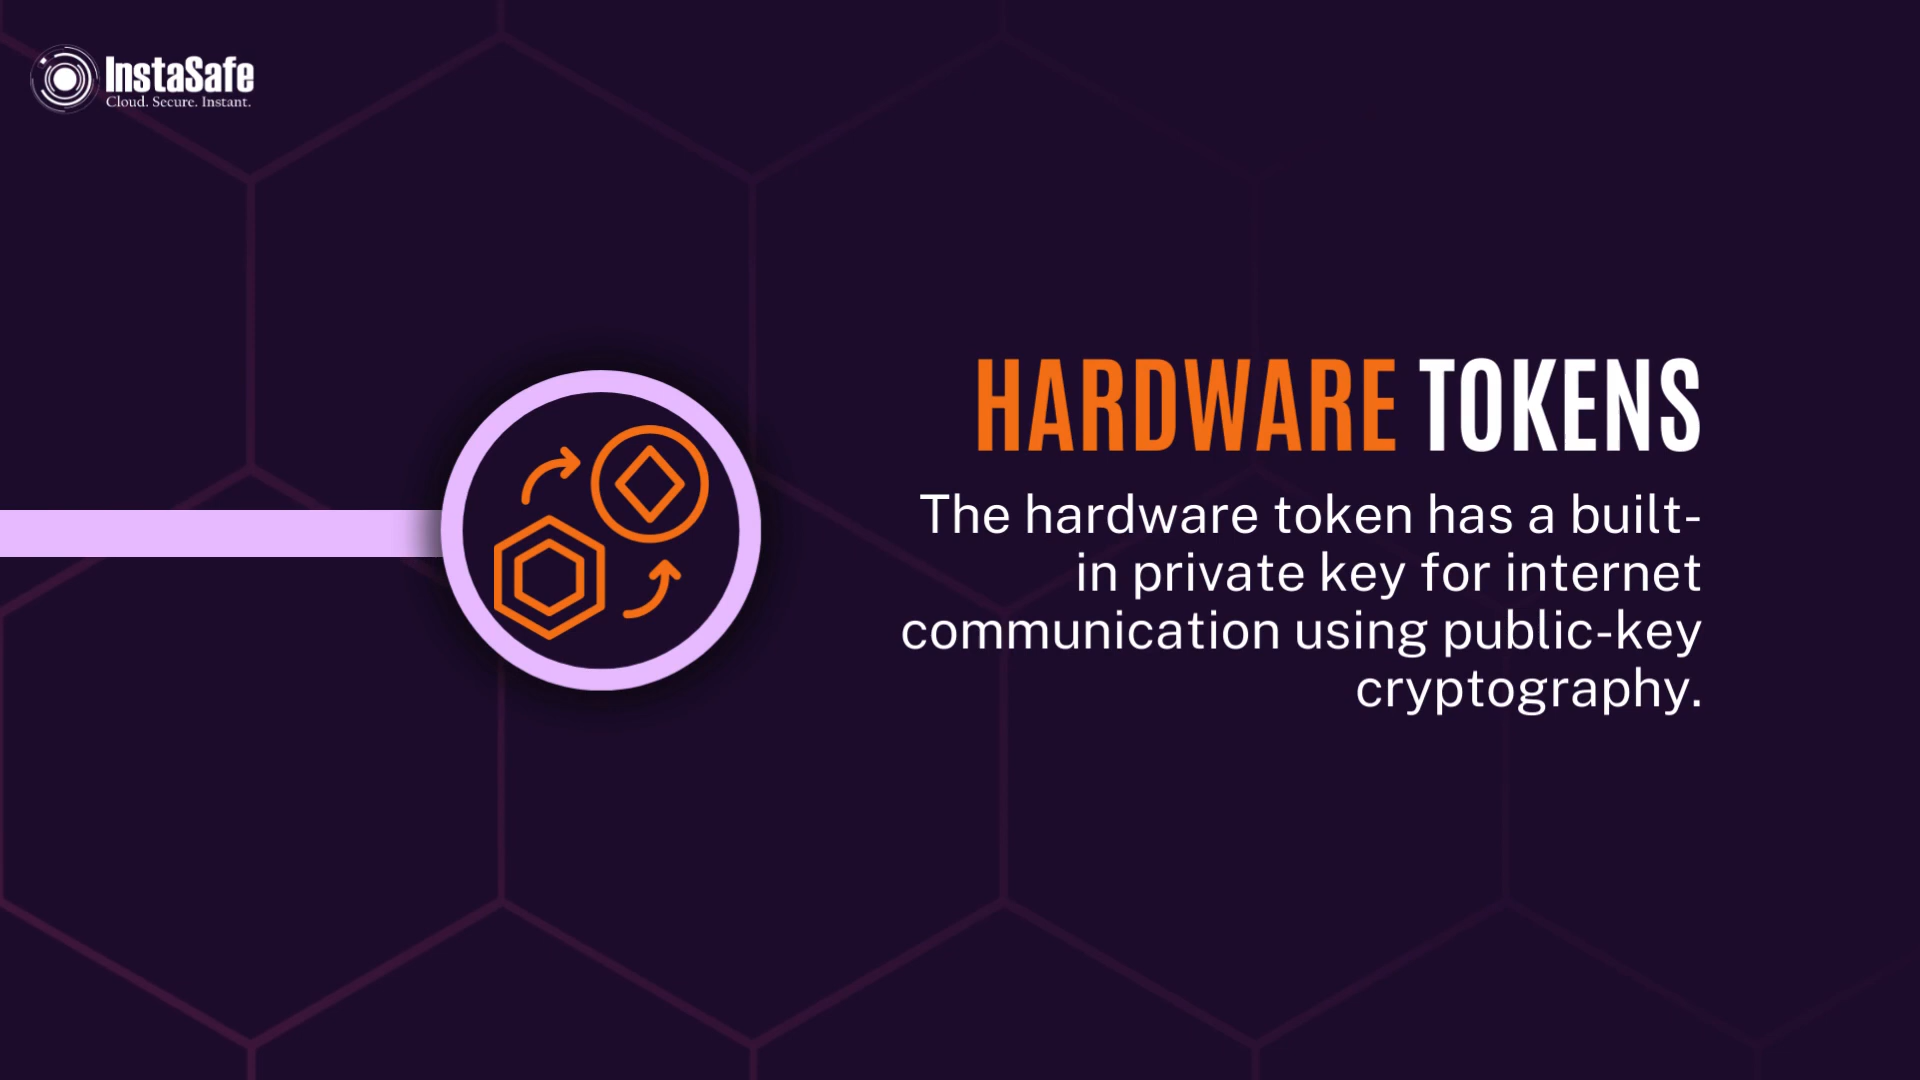 InstaSafe
Cloud. Secure. Instant.
HARDWARE TOKENS
The hardware token has a built-
in private key for internet
communication using public-key
cryptography.